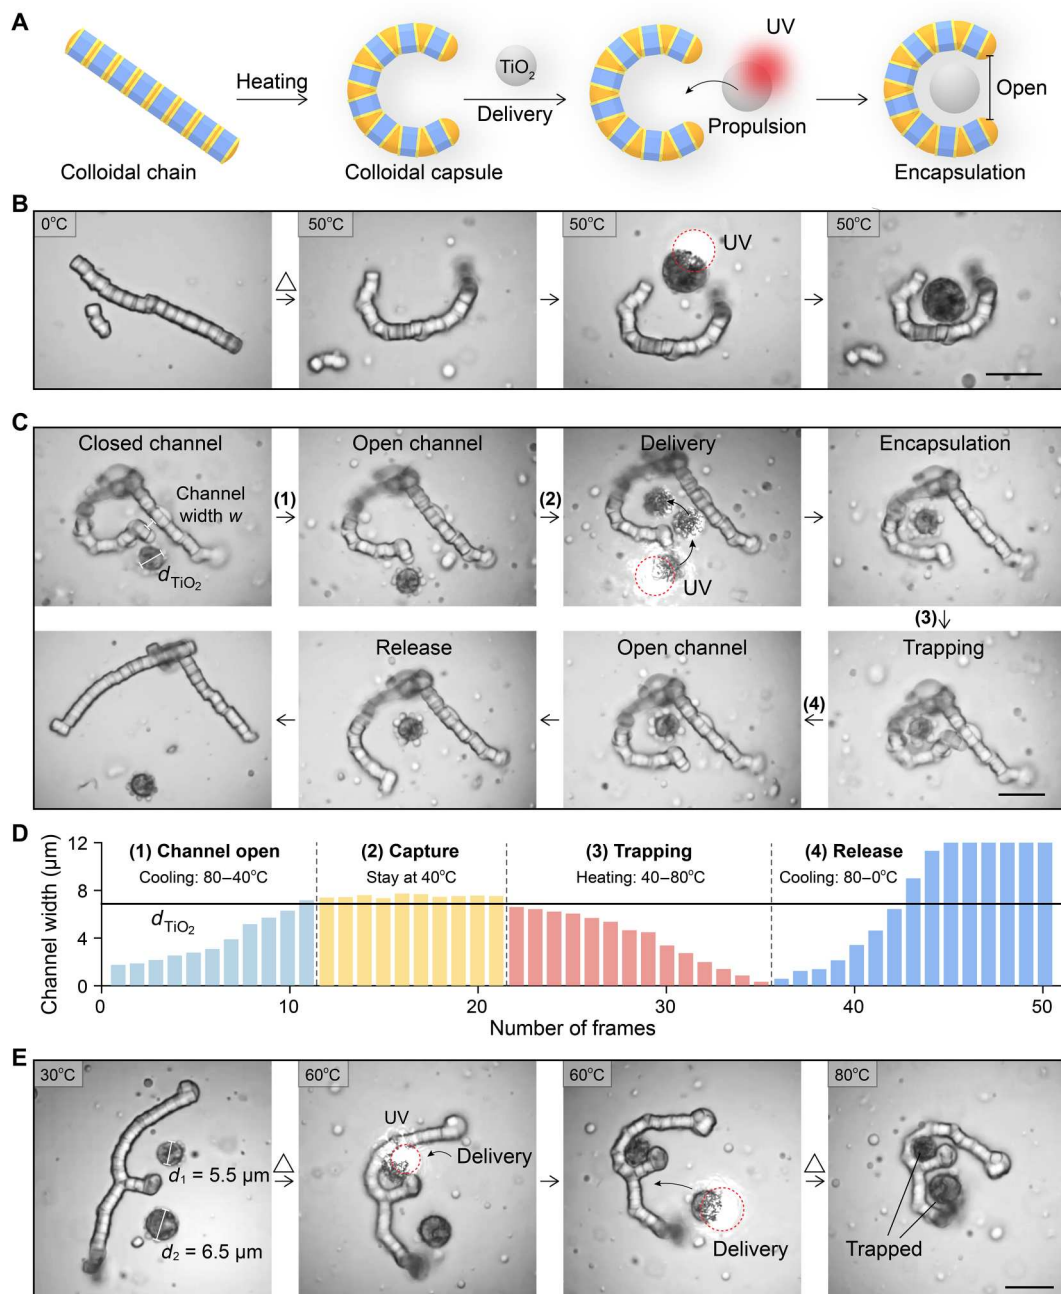 A
Heating
TiO2
Delivery
UV
Propulsion
Open
Colloidal chain
Colloidal capsule
Encapsulation
B
0°C
50°C
50°C
50°C
△
UV
C
Closed channel
Open channel
Delivery
Encapsulation
Channel
width w
(1)
(2)
dTiO2
UV
(3)
Release
Open channel
Trapping
(4)
D
Channel width (μm)
12
8
4
0
(1) Channel open
Cooling: 80–40°C
(2) Capture
Stay at 40°C
(3) Trapping
Heating: 40–80°C
(4) Release
Cooling: 80–0°C
dTiO2
0
10
20
30
40
50
Number of frames
E
30°C
60°C
60°C
80°C
UV
Delivery
d1 = 5.5 μm
△
△
d2 = 6.5 μm
Delivery
Trapped